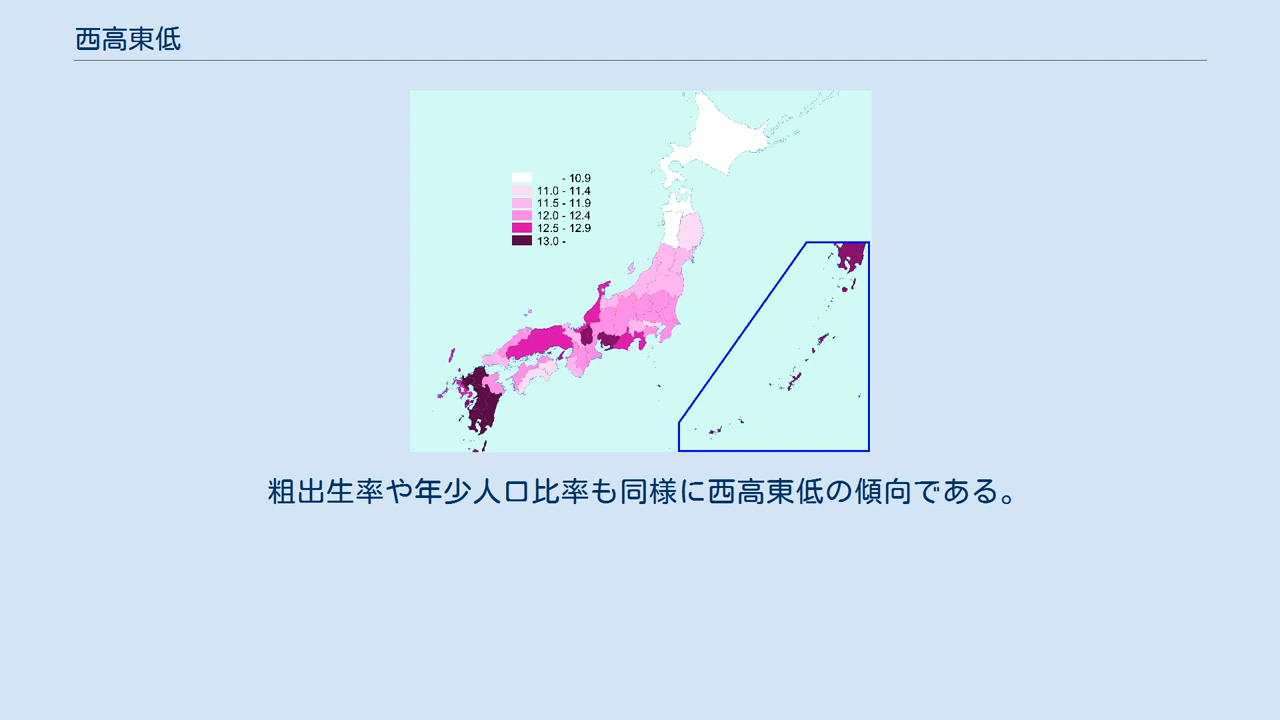 西高東低
- 10.9
11.0 - 11.4
11.5 - 11.9
12.0 - 12.4
12.5 - 12.9
13.0 -
粗出生率や年少人口比率も同様に西高東低の傾向である。